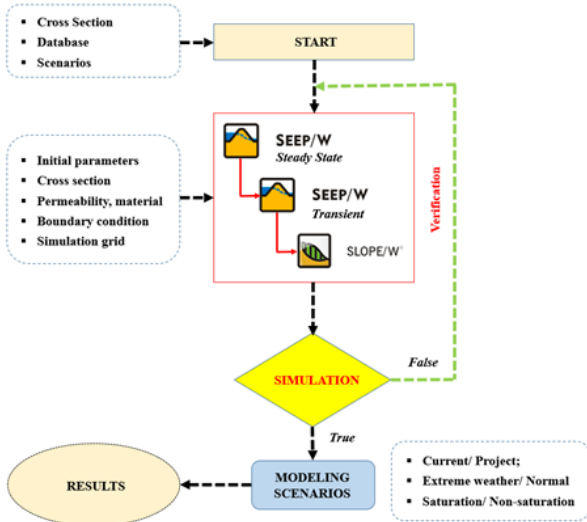 Cross Section
Database
Scenarios
START
Initial parameters
Cross section
Permeability, material
Boundary condition
Simulation grid
SEEP/W
Steady State
SEEP/W
Transient
SLOPE/W
Verification
SIMULATION
False
True
RESULTS
MODELING
SCENARIOS
Current/ Project;
Extreme weather/ Normal
Saturation/ Non-saturation